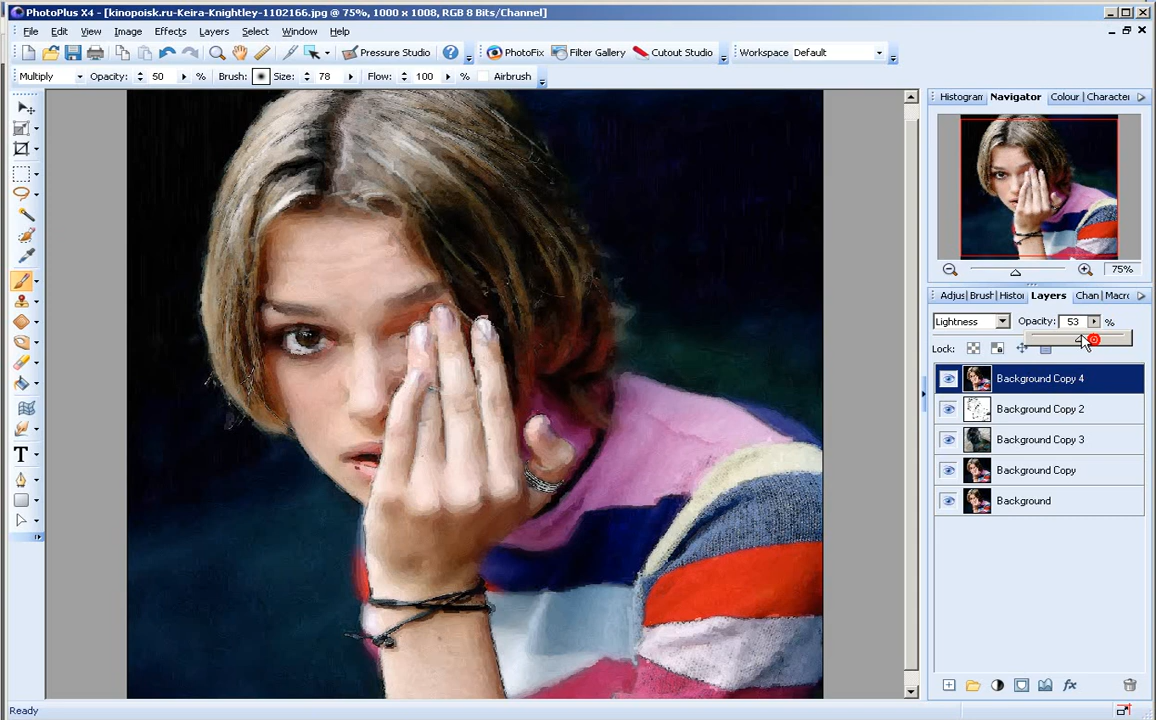 PhotoPlus X4 - [kinopoisk.ru-Keira-Knightley-1102166.jpg @ 75%, 1000 x 1008, RGB 8 Bits/Channel]
File Edit View Image Effects Layers Select Window Help
Pressure Studio PhotoFix Filter Gallery Cutout Studio Workspace Default
Multiply Opacity: 50 % Brush: Size: 78 Flow: 100 % Airbrush
Histogram Navigator Colour Character
75%
Adjus Brush Histor Layers Chan Macro
Lightness Opacity: 53 %
Lock:
Background Copy 4
Background Copy 2
Background Copy 3
Background Copy
Background
T
fx
Ready